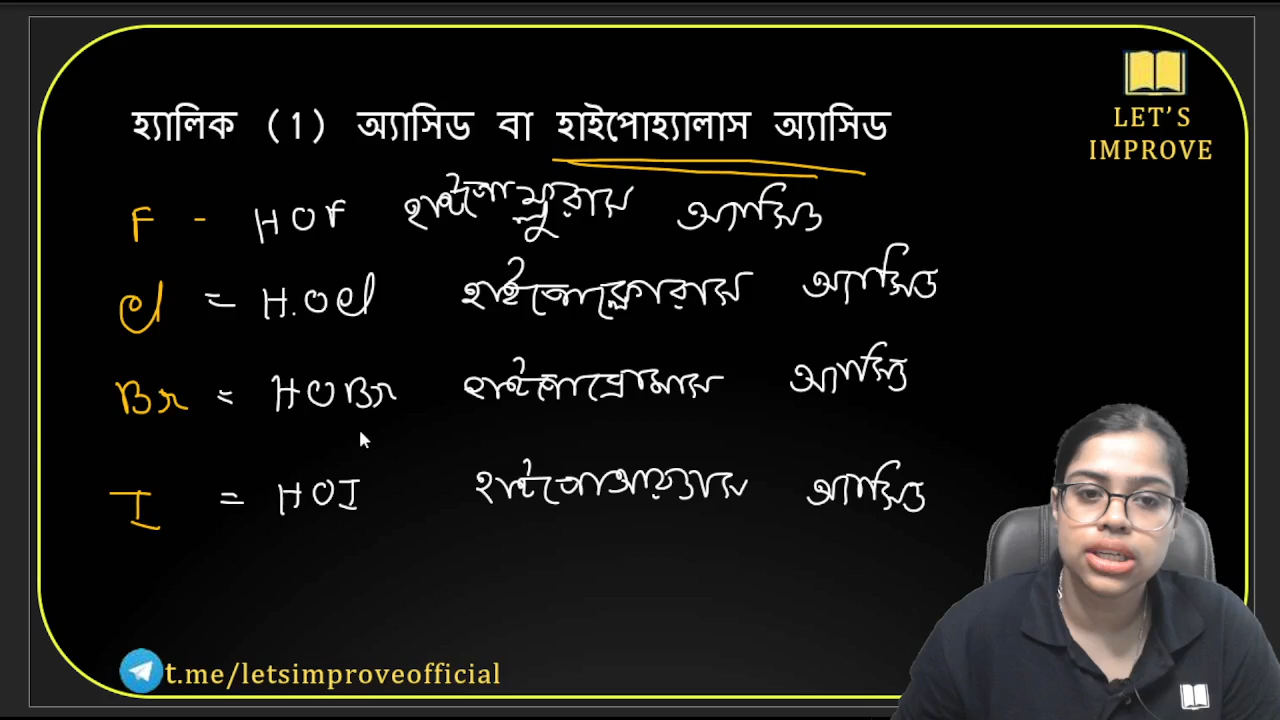 হ্যালিক (1) অ্যাসিড বা হাইপোহ্যালাস অ্যাসিড
LET'S
IMPROVE
F - HOF হাইপোফ্লুরাস অ্যাসিড
Cl = H.OCl হাইপোক্লোরাস অ্যাসিড
Br = HOBr হাইপোব্রোমাস অ্যাসিড
I = HOI হাইপোআয়ডাস অ্যাসিড
t.me/letsimproveofficial